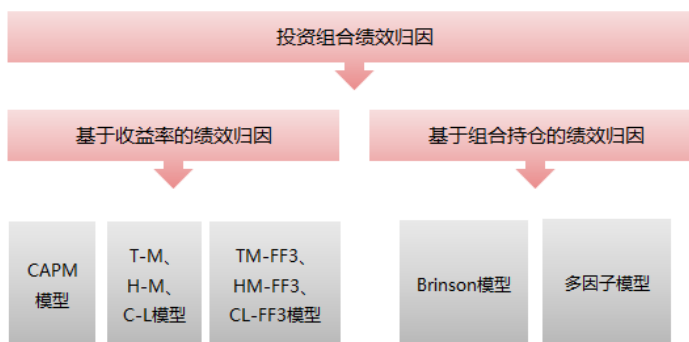 投资组合绩效归因
基于收益率的绩效归因
基于组合持仓的绩效归因
CAPM
模型
T-M、
H-M、
C-L模型
TM-FF3、
HM-FF3、
CL-FF3模型
Brinson模型
多因子模型